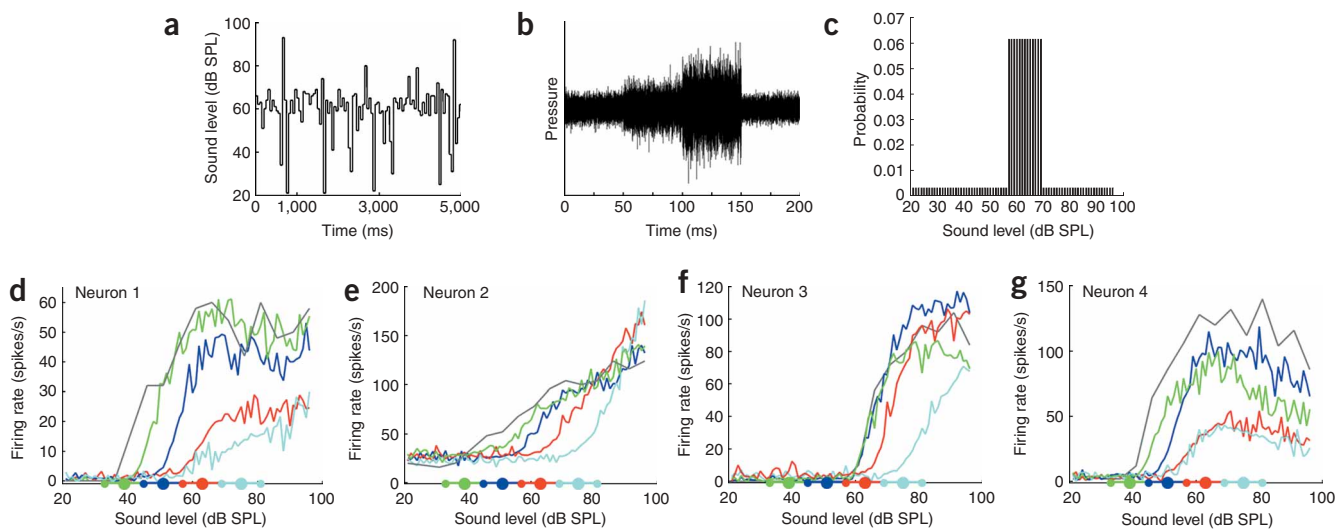 a
100
80
60
40
20
Sound level (dB SPL)
0
1,000
3,000
5,000
Time (ms)
b
Pressure
0
50
100
150
200
Time (ms)
c
0.07
0.06
0.05
0.04
0.03
0.02
0.01
0
Probability
20 30 40 50 60 70 80 90 100
Sound level (dB SPL)
d
Neuron 1
60
50
40
30
20
10
0
Firing rate (spikes/s)
20 40 60 80 100
Sound level (dB SPL)
e
Neuron 2
200
150
100
50
0
Firing rate (spikes/s)
20 40 60 80 100
Sound level (dB SPL)
f
Neuron 3
120
100
80
60
40
20
0
Firing rate (spikes/s)
20 40 60 80 100
Sound level (dB SPL)
g
Neuron 4
150
100
50
0
Firing rate (spikes/s)
20 40 60 80 100
Sound level (dB SPL)